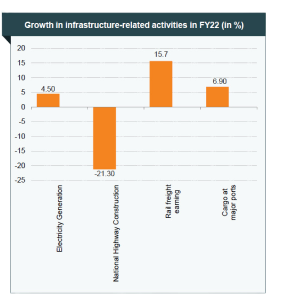 Growth in infrastructure-related activities in FY22 (in %)
20
15
10
5
0
-5
-10
-15
-20
-25
4.50
-21.30
15.7
6.90
Electricity Generation
National Highway Construction
Rail freight
earning
Cargo at
major ports